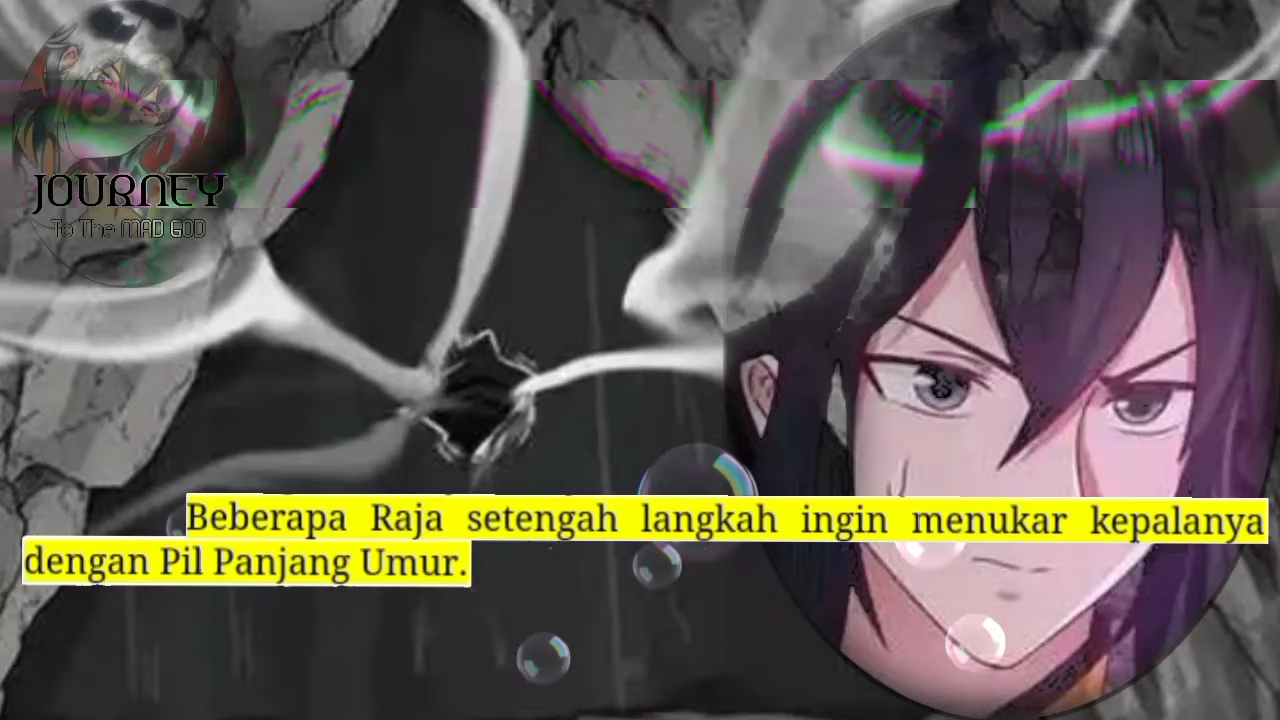 JOURNEY
To The MAD GOD
Beberapa Raja setengah langkah ingin menukar kepalanya
dengan Pil Panjang Umur.